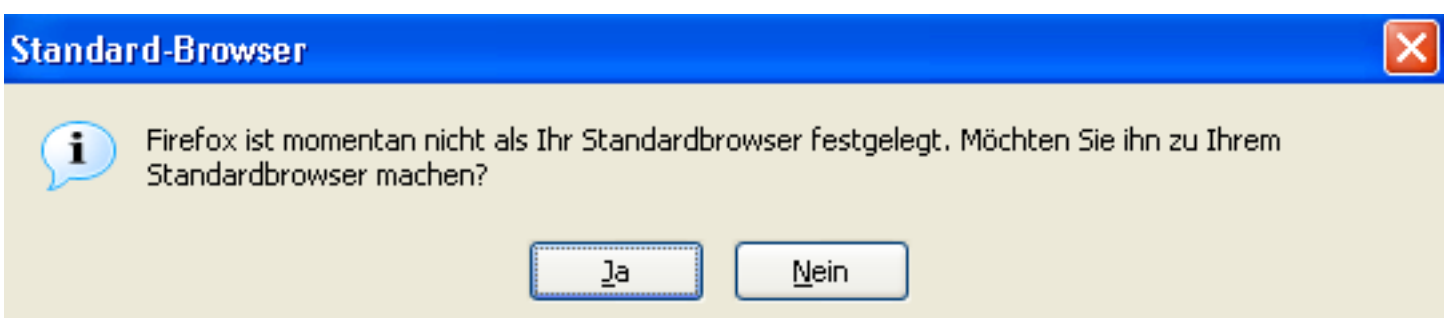 Standard-Browser
Firefox ist momentan nicht als Ihr Standardbrowser festgelegt. Möchten Sie ihn zu Ihrem
Standardbrowser machen?
Ja
Nein